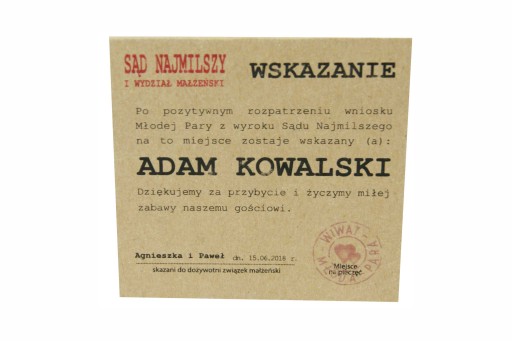 SĄD NAJMILSZY
I WYDZIAŁ MAŁŻEŃSKI
WSKAZANIE
Po pozytywnym rozpatrzeniu wniosku
Młodej Pary z wyroku Sądu Najmilszego
na to miejsce zostaje wskazany (a):
ADAM KOWALSKI
Dziękujemy za przybycie i życzymy miłej
zabawy naszemu gościowi.
Agnieszka i Paweł dn. 15.06.2018 r.
skazani do dożywotni związek małżeński
WIWAT
PARA
Miejsce
na pieczęć